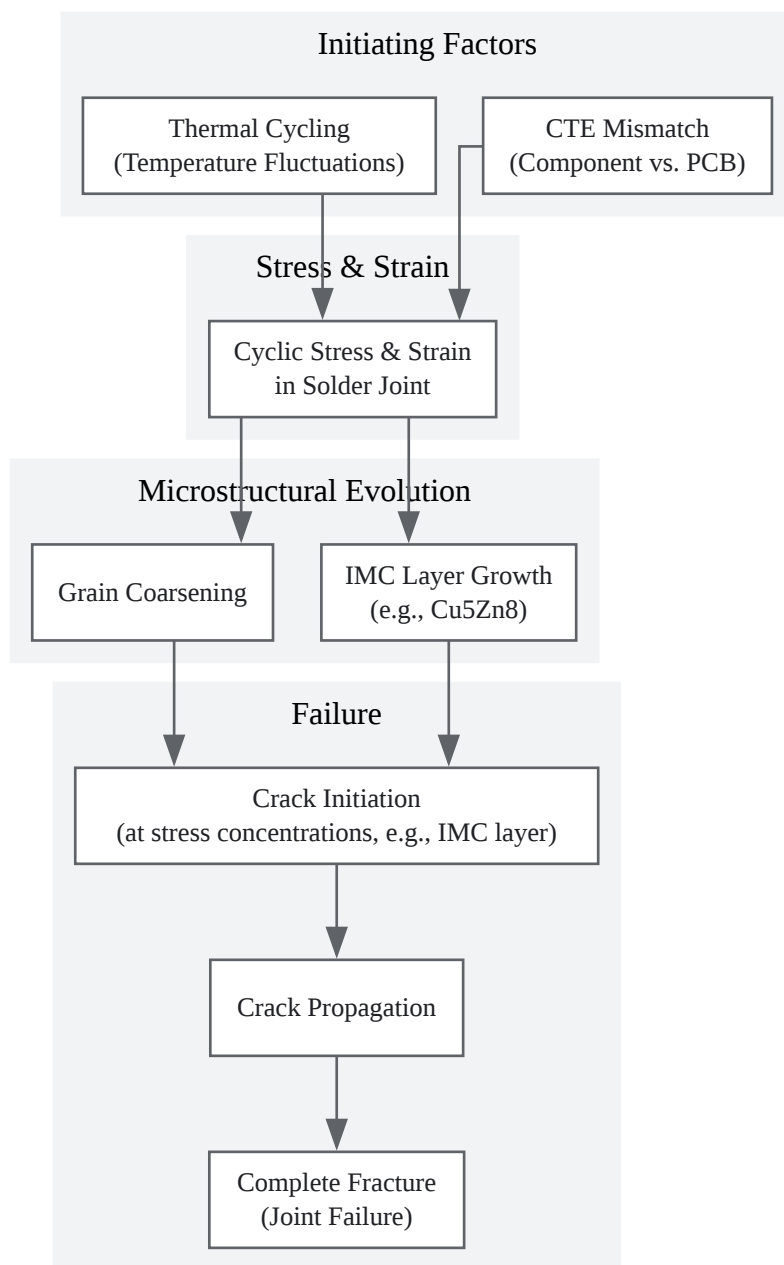 Initiating Factors
Thermal Cycling
(Temperature Fluctuations)
CTE Mismatch
(Component vs. PCB)
Stress & Strain
Cyclic Stress & Strain
in Solder Joint
Microstructural Evolution
Grain Coarsening
IMC Layer Growth
(e.g., Cu5Zn8)
Failure
Crack Initiation
(at stress concentrations, e.g., IMC layer)
Crack Propagation
Complete Fracture
(Joint Failure)